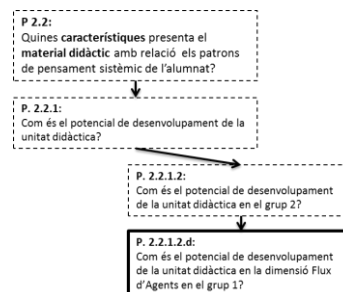 P 2.2:
Quines característiques presenta el
material didàctic amb relació els patrons
de pensament sistèmic de l'alumnat?
P. 2.2.1:
Com és el potencial de desenvolupament de la
unitat didàctica?
P. 2.2.1.2:
Com és el potencial de desenvolupament
de la unitat didàctica en el grup 2?
P. 2.2.1.2.d:
Com és el potencial de desenvolupament
de la unitat didàctica en la dimensió Flux
d'Agents en el grup 1?